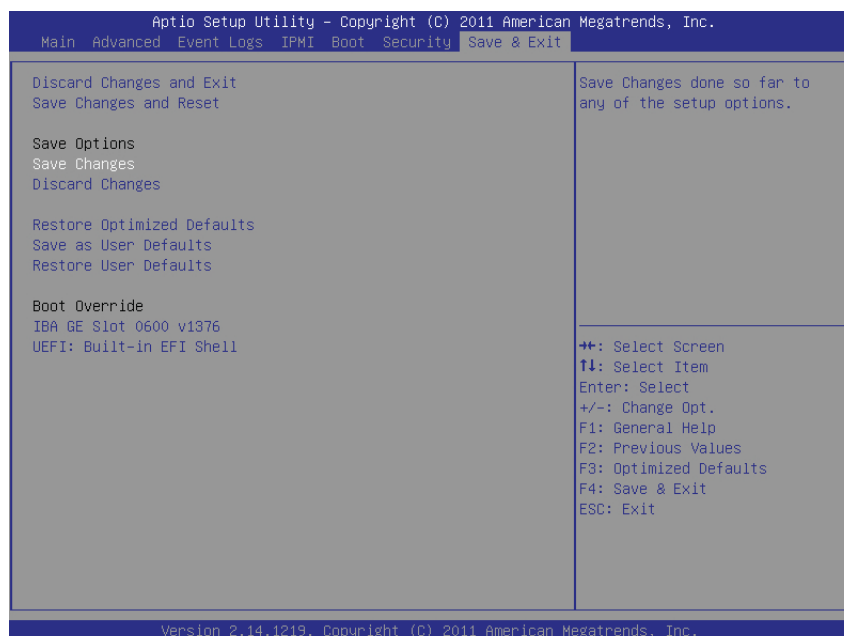 Aptio Setup Utility – Copyright (C) 2011 American Megatrends, Inc.
Main Advanced Event Logs IPMI Boot Security Save & Exit
Discard Changes and Exit
Save Changes and Reset
Save Options
Save Changes
Discard Changes
Restore Optimized Defaults
Save as User Defaults
Restore User Defaults
Boot Override
IBA GE Slot 0600 v1376
UEFI: Built-in EFI Shell
Save Changes done so far to
any of the setup options.
→←: Select Screen
↑↓: Select Item
Enter: Select
+/-: Change Opt.
F1: General Help
F2: Previous Values
F3: Optimized Defaults
F4: Save & Exit
ESC: Exit
Version 2.14.1219. Copyright (C) 2011 American Megatrends, Inc.